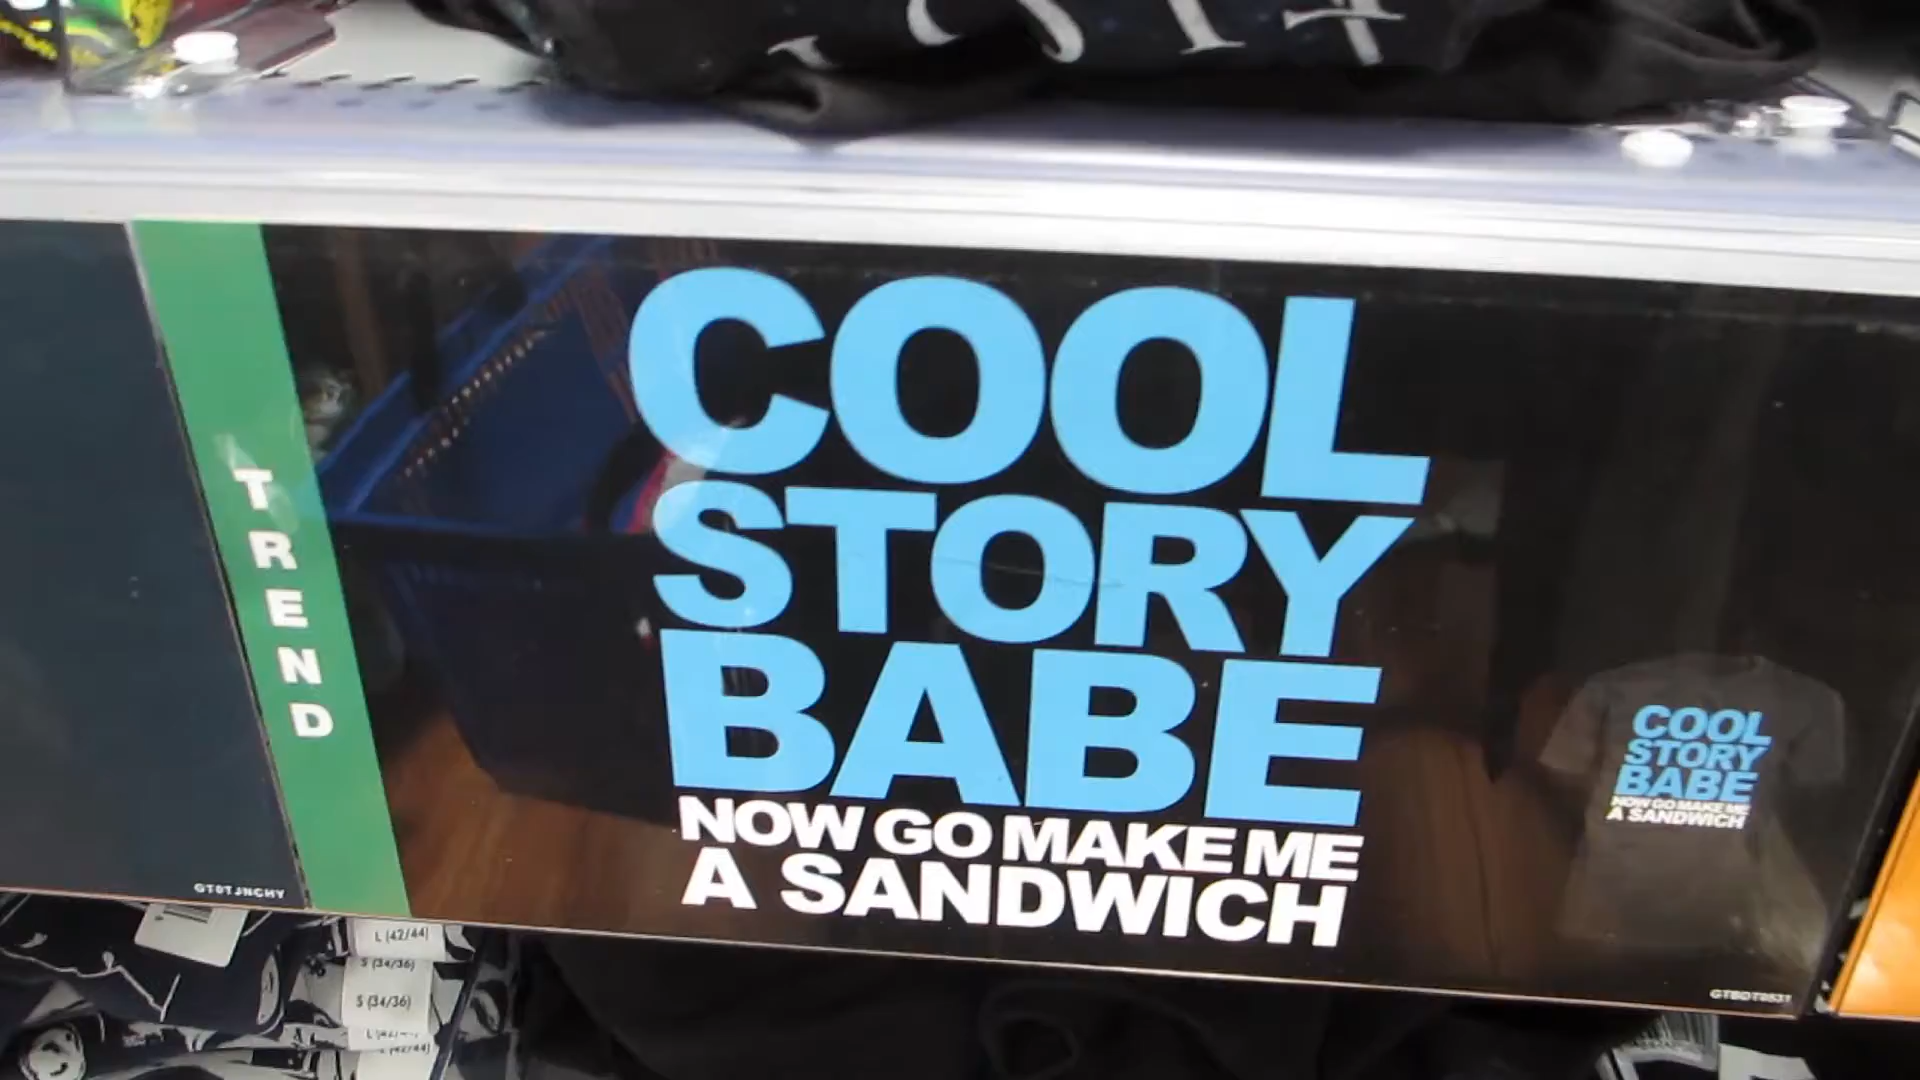 TREND
COOL
STORY
BABE
NOW GO MAKE ME
A SANDWICH
COOL
STORY
BABE
NOW GO MAKE ME
A SANDWICH
L (42/44)
S (34/36)
S (34/36)